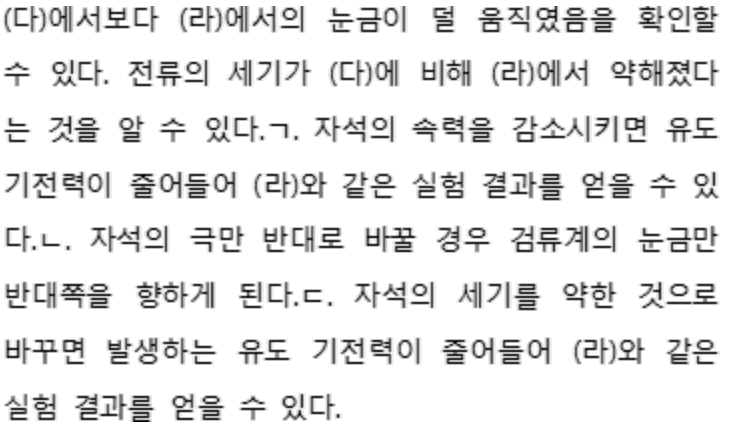 (다)에서보다 (라)에서의 눈금이 덜 움직였음을 확인할
수 있다. 전류의 세기가 (다)에 비해 (라)에서 약해졌다
는 것을 알 수 있다.ㄱ. 자석의 속력을 감소시키면 유도
기전력이 줄어들어 (라)와 같은 실험 결과를 얻을 수 있
다.ㄴ. 자석의 극만 반대로 바꿀 경우 검류계의 눈금만
반대쪽을 향하게 된다.ㄷ. 자석의 세기를 약한 것으로
바꾸면 발생하는 유도 기전력이 줄어들어 (라)와 같은
실험 결과를 얻을 수 있다.